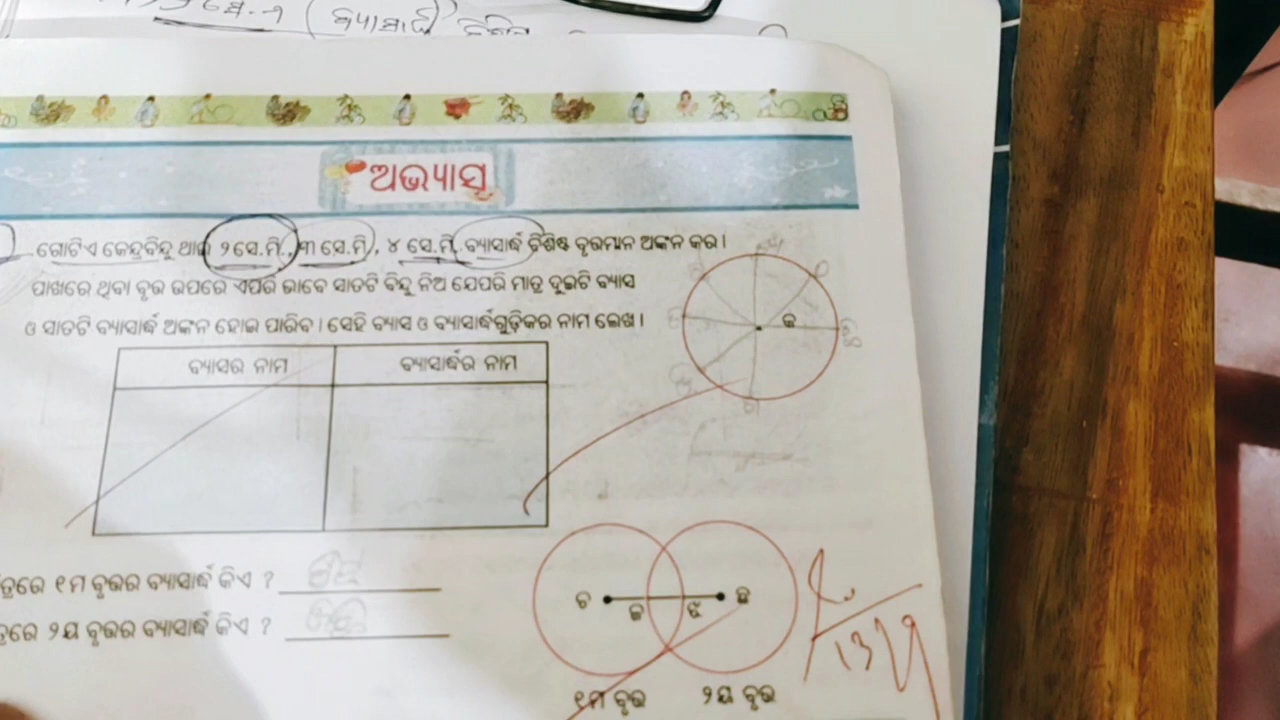 ସେ.ମି (ବ୍ୟାସାର୍ଦ୍ଧ) ବିଶିଷ୍ଟ
ଅଭ୍ୟାସ
ଗୋଟିଏ କେନ୍ଦ୍ରବିନ୍ଦୁ ଥାଇ ୨ ସେ.ମି., ୩ ସେ.ମି., ୪ ସେ.ମି. ବ୍ୟାସାର୍ଦ୍ଧ ବିଶିଷ୍ଟ ବୃତ୍ତମାନ ଅଙ୍କନ କର ।
ପାଖରେ ଥିବା ବୃତ୍ତ ଉପରେ ଏପରି ଭାବେ ସାତଟି ବିନ୍ଦୁ ନିଅ ଯେପରି ମାତ୍ର ଦୁଇଟି ବ୍ୟାସ
ଓ ସାତଟି ବ୍ୟାସାର୍ଦ୍ଧ ଅଙ୍କନ ହୋଇ ପାରିବ । ସେହି ବ୍ୟାସ ଓ ବ୍ୟାସାର୍ଦ୍ଧଗୁଡ଼ିକର ନାମ ଲେଖ ।
କ
ବ୍ୟାସର ନାମ ବ୍ୟାସାର୍ଦ୍ଧର ନାମ
୧ମ ବୃତ୍ତର ବ୍ୟାସାର୍ଦ୍ଧ କିଏ ?
୨ୟ ବୃତ୍ତର ବ୍ୟାସାର୍ଦ୍ଧ କିଏ ?
ଚ ଜ ଝ ଛ
୧ମ ବୃତ୍ତ ୨ୟ ବୃତ୍ତ